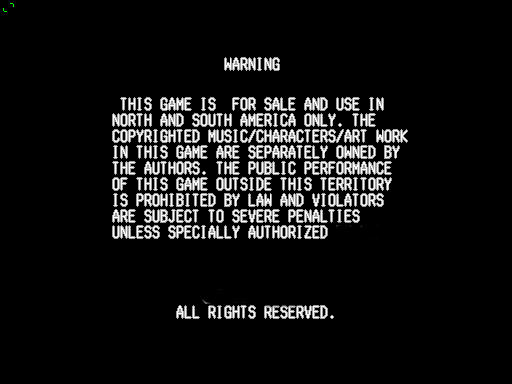 WARNING
THIS GAME IS FOR SALE AND USE IN
NORTH AND SOUTH AMERICA ONLY. THE
COPYRIGHTED MUSIC/CHARACTERS/ART WORK
IN THIS GAME ARE SEPARATELY OWNED BY
THE AUTHORS. THE PUBLIC PERFORMANCE
OF THIS GAME OUTSIDE THIS TERRITORY
IS PROHIBITED BY LAW AND VIOLATORS
ARE SUBJECT TO SEVERE PENALTIES
UNLESS SPECIALLY AUTHORIZED
ALL RIGHTS RESERVED.